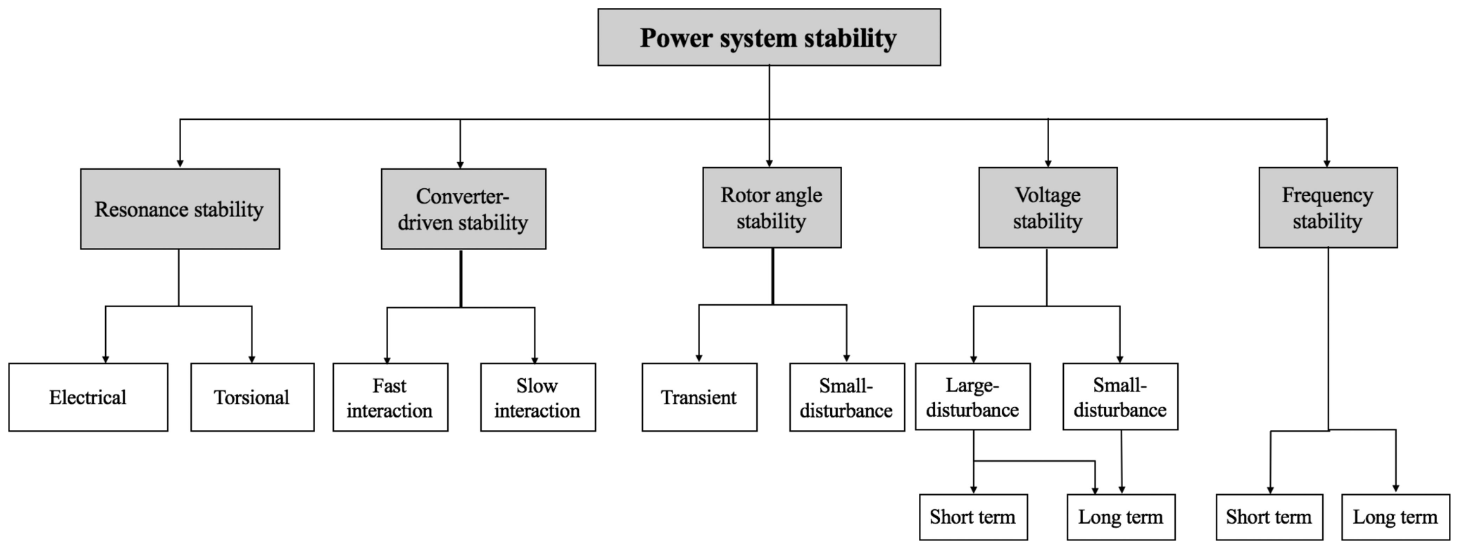 Power system stability
Resonance stability
Converter-
driven stability
Rotor angle
stability
Voltage
stability
Frequency
stability
Electrical
Torsional
Fast
interaction
Slow
interaction
Transient
Small-
disturbance
Large-
disturbance
Small-
disturbance
Short term
Long term
Short term
Long term